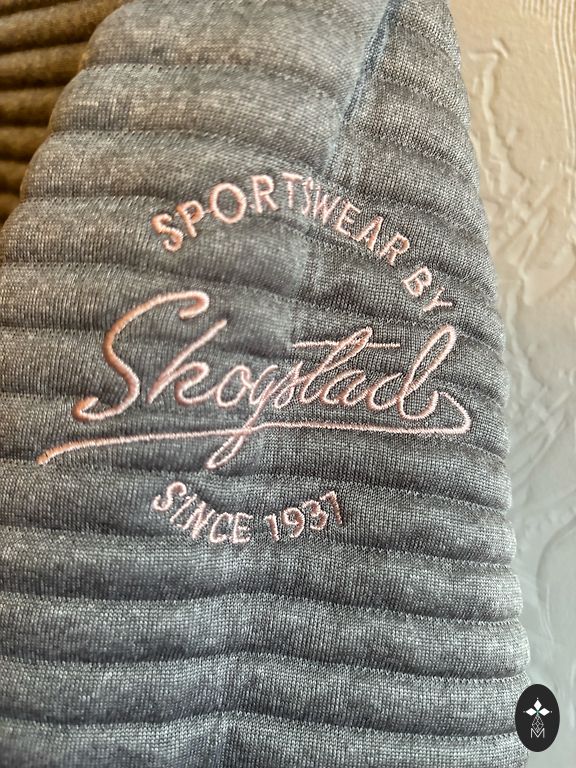 SPORTSWEAR BY
Skogstad
SINCE 1937
M